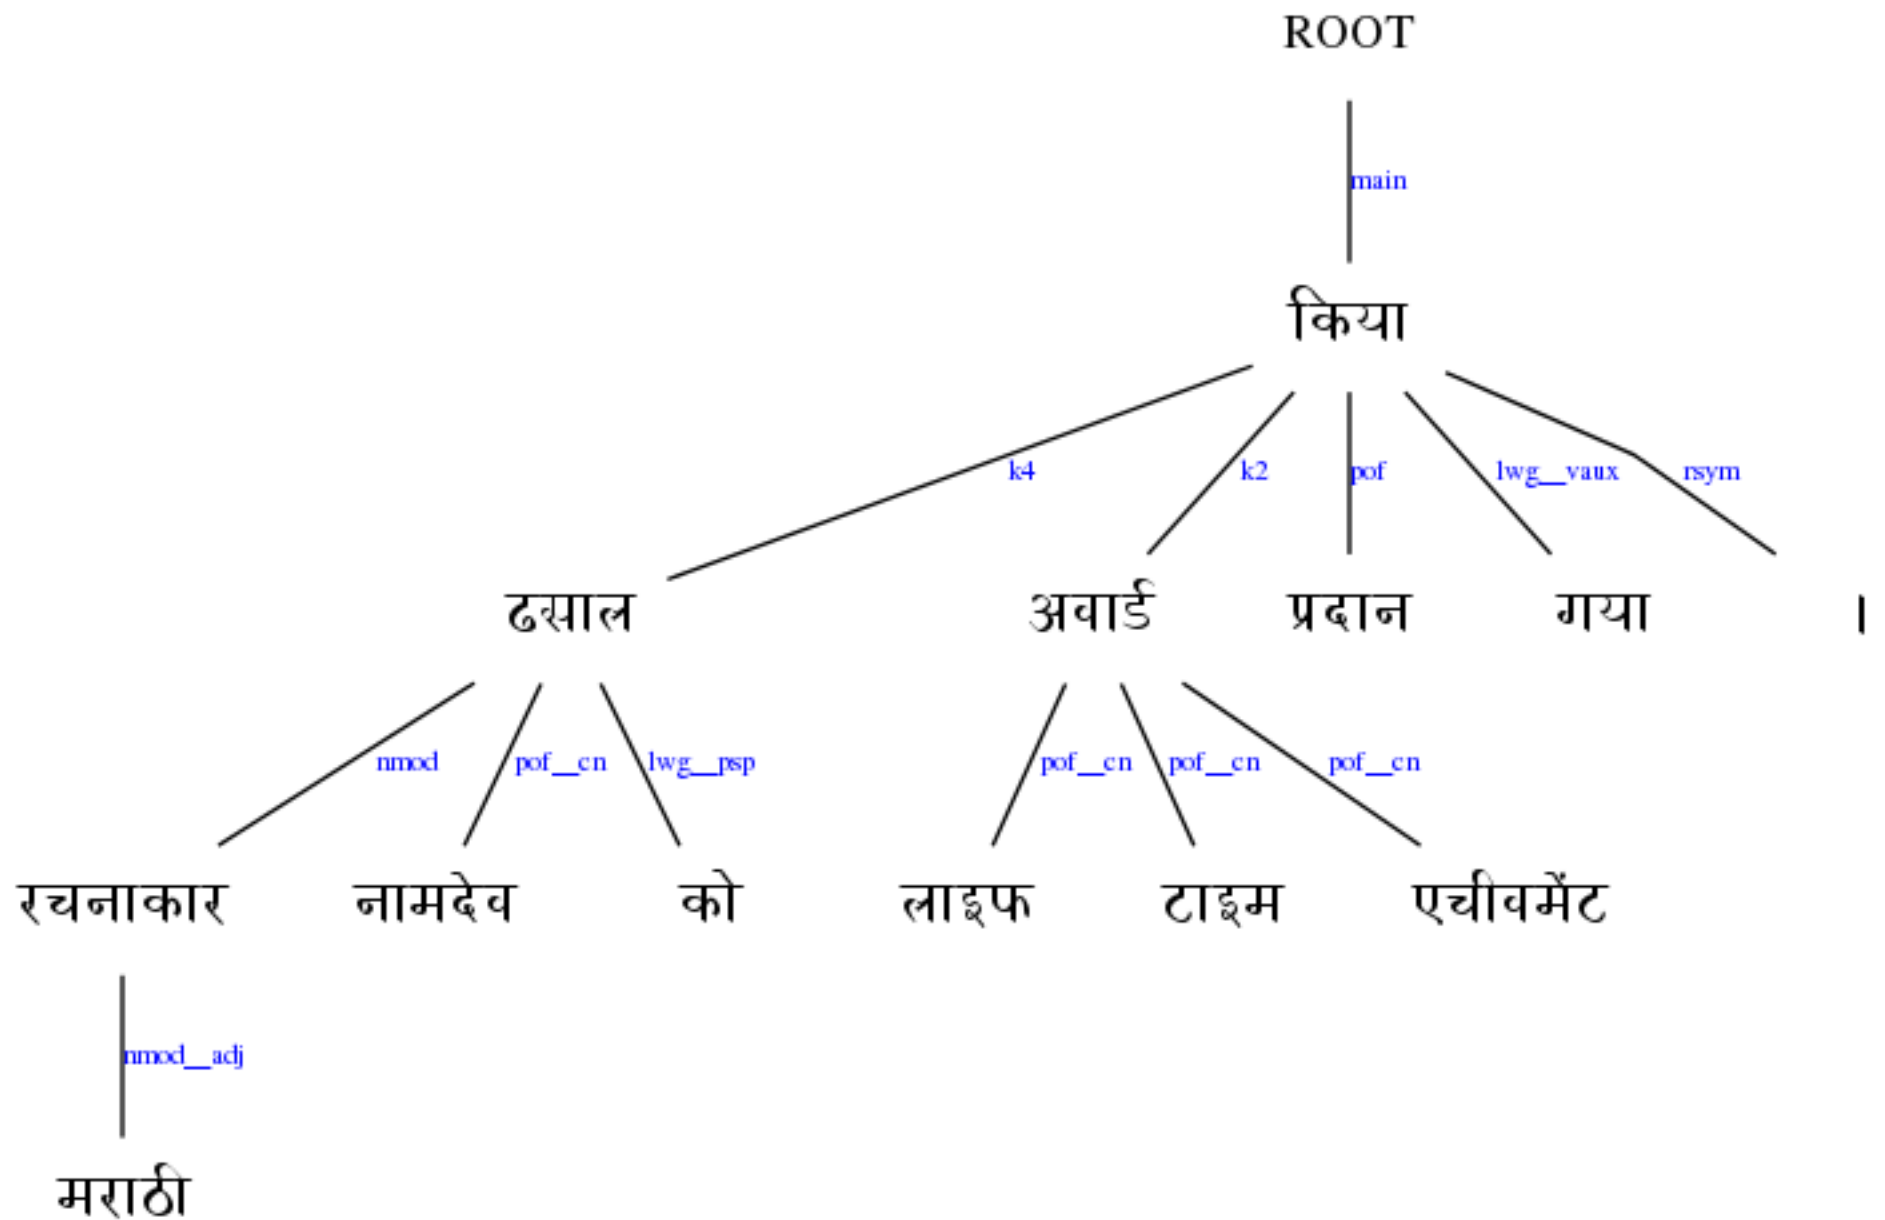 ROOT
main
किया
k4 k2 pof lwg__vaux rsym
ढसाल अवार्ड प्रदान गया ।
nmod pof__cn lwg__psp pof__cn pof__cn pof__cn
रचनाकार नामदेव को लाइफ टाइम एचीवमेंट
nmod__adj
मराठी